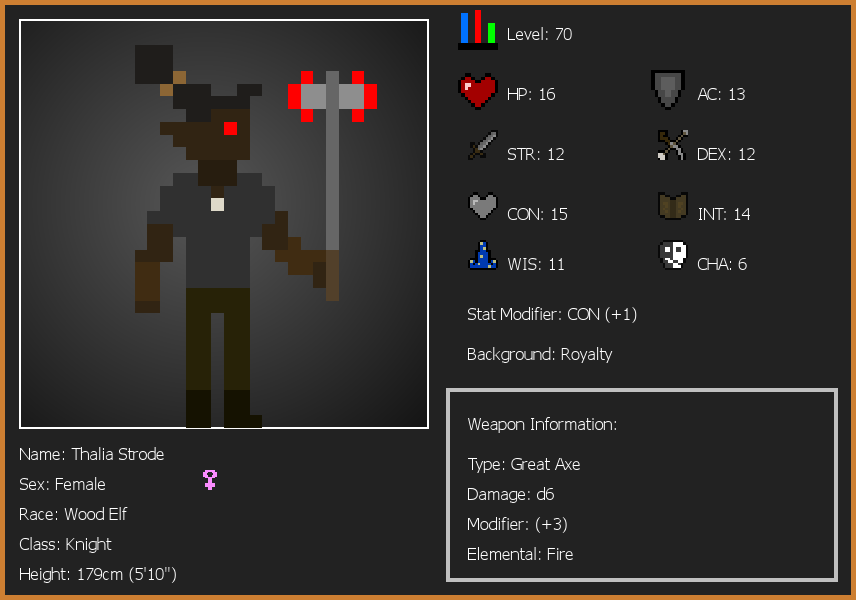 Level: 70
HP: 16
AC: 13
STR: 12
DEX: 12
CON: 15
INT: 14
WIS: 11
CHA: 6
Stat Modifier: CON (+1)
Background: Royalty
Weapon Information:
Type: Great Axe
Damage: d6
Modifier: (+3)
Elemental: Fire
Name: Thalia Strode
Sex: Female
Race: Wood Elf
Class: Knight
Height: 179cm (5'10")